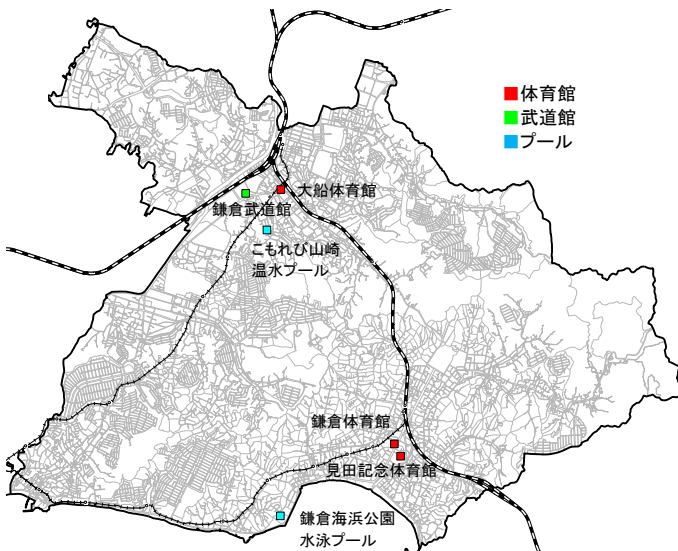 体育館
武道館
プール
大船体育館
鎌倉武道館
こもれび山崎
温水プール
鎌倉体育館
見田記念体育館
鎌倉海浜公園
水泳プール